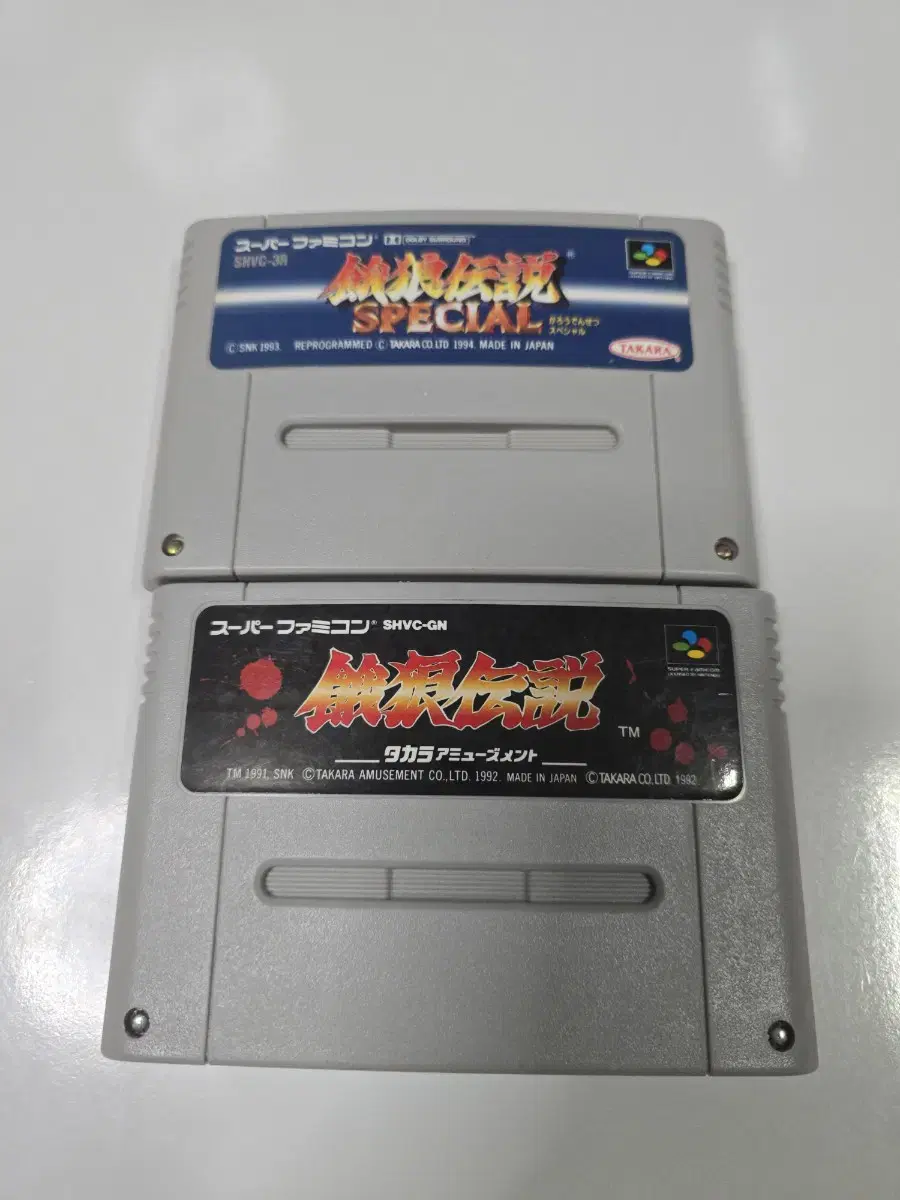 スーパーファミコン® DOLBY SURROUND
SHVC-3R
餓狼伝説®
SPECIAL
がろうでんせつ
スペシャル
© SNK 1993. REPROGRAMMED © TAKARA CO.LTD 1994. MADE IN JAPAN
TAKARA
スーパーファミコン® SHVC-GN
SUPER FAMICOM
餓狼伝説
TM
タカラアミューズメント
TM 1991, SNK ©TAKARA AMUSEMENT CO.,LTD. 1992. MADE IN JAPAN ©TAKARA CO.LTD. 1992